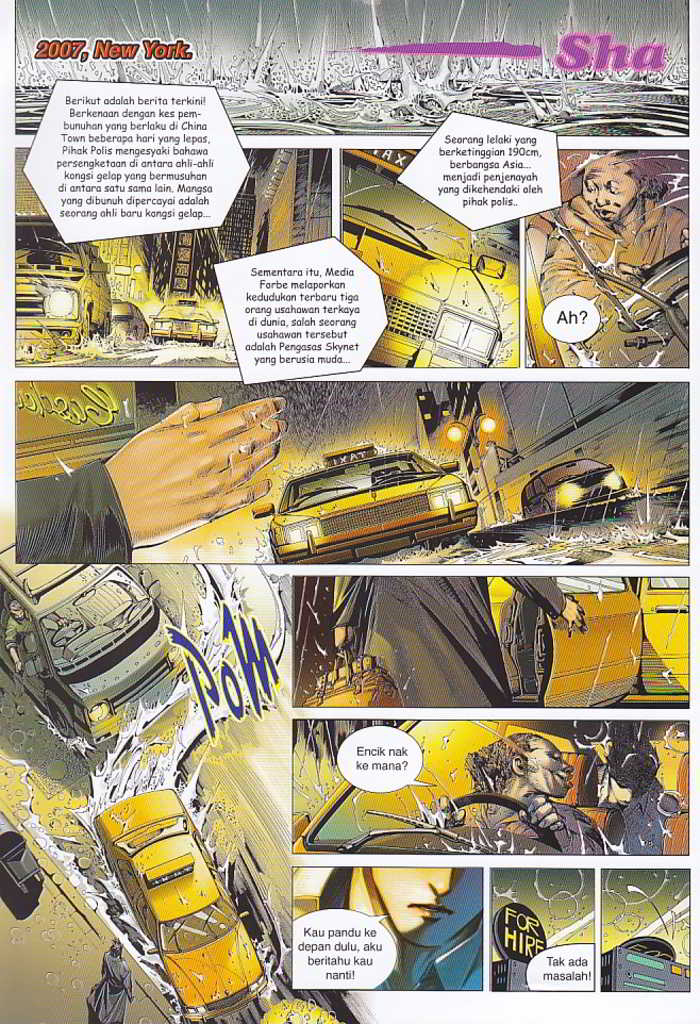 2007, New York.
Sha
Berikut adalah berita terkini!
Berkenaan dengan kes pem-
bunuhan yang berlaku di China
Town beberapa hari yang lepas,
Pihak Polis mengesyaki bahawa
persengketaan di antara ahli-ahli
kongsi gelap yang bermusuhan
di antara satu sama lain. Mangsa
yang dibunuh dipercayai adalah
seorang ahli baru kongsi gelap...
Seorang lelaki yang
berketinggian 190cm,
berbangsa Asia...
menjadi penjenayah
yang dikehendaki oleh
pihak polis..
Sementara itu, Media
Forbe melaporkan
kedudukan terbaru tiga
orang usahawan terkaya
di dunia, salah seorang
usahawan tersebut
adalah Pengasas Skynet
yang berusia muda...
Ah?
TAXI
POM
Encik nak
ke mana?
Kau pandu ke
depan dulu, aku
beritahu kau
nanti!
FOR
HIRE
Tak ada
masalah!